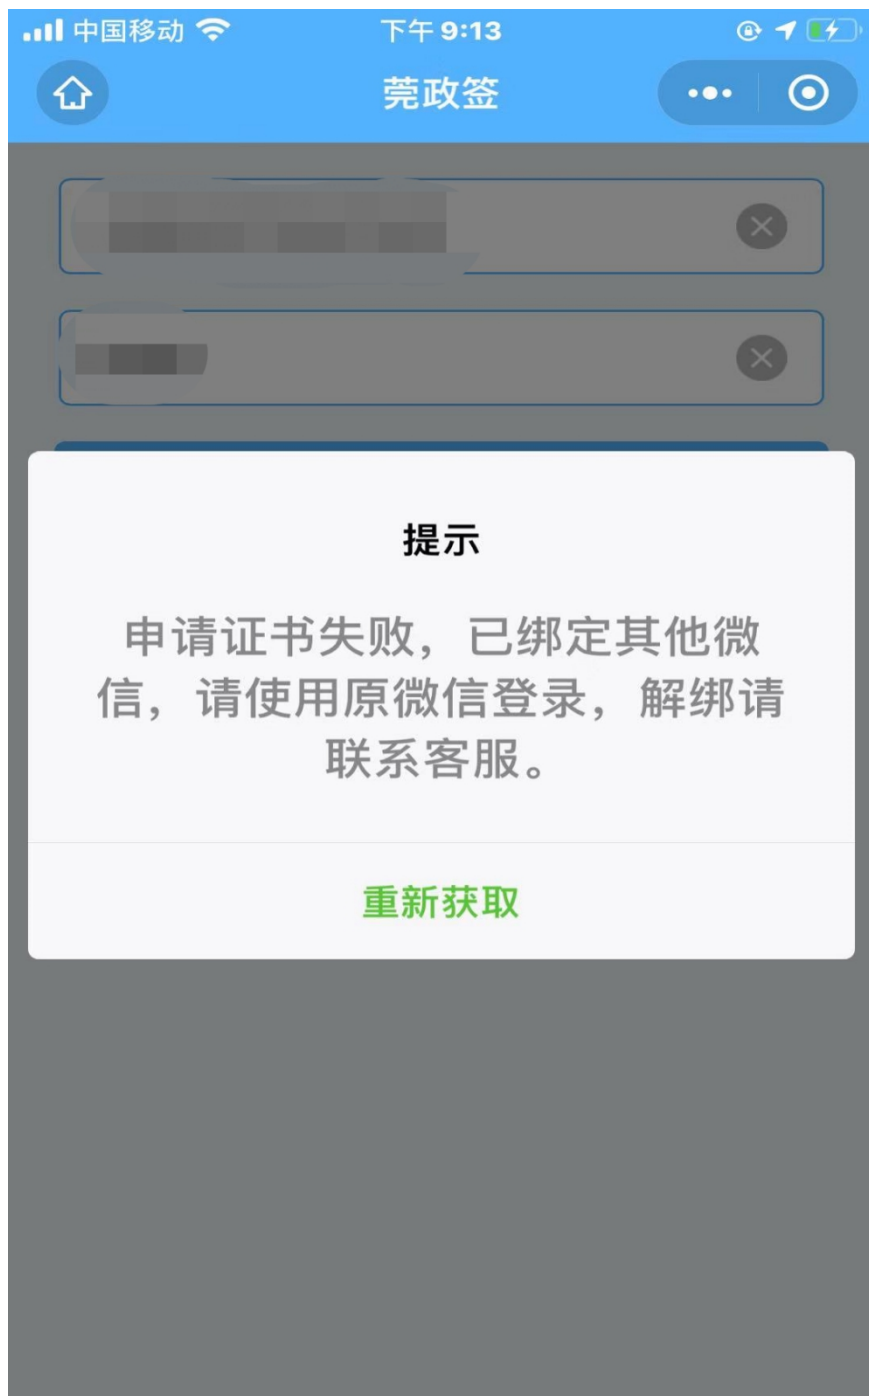 中国移动
下午 9:13
莞政签
提示
申请证书失败，已绑定其他微
信，请使用原微信登录，解绑请
联系客服。
重新获取